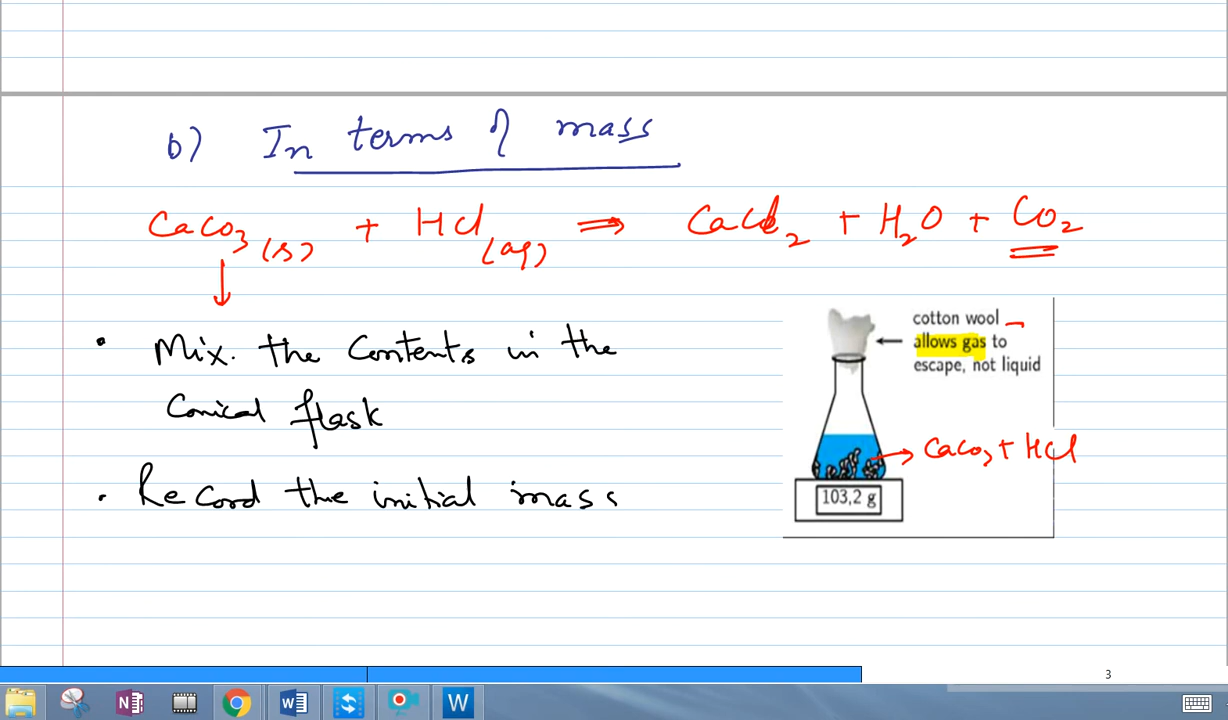 b) In terms of mass
CaCO3 (s) + HCl (aq) ⇒ CaCl2 + H2O + CO2
• Mix. the Contents in the
Conical flask
• Record the initial mass
cotton wool
allows gas to
escape, not liquid
CaCO3 + HCl
103,2 g
3